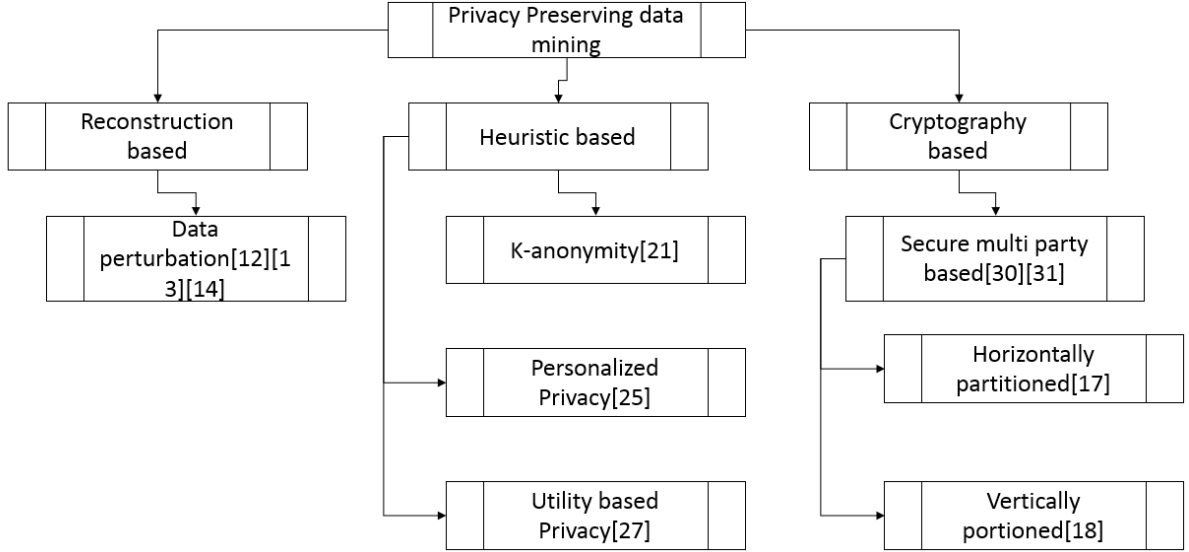 Privacy Preserving data
mining
Reconstruction
based
Heuristic based
Cryptography
based
Data
perturbation[12][1
3][14]
K-anonymity[21]
Secure multi party
based[30][31]
Personalized
Privacy[25]
Horizontally
partitioned[17]
Utility based
Privacy[27]
Vertically
portioned[18]